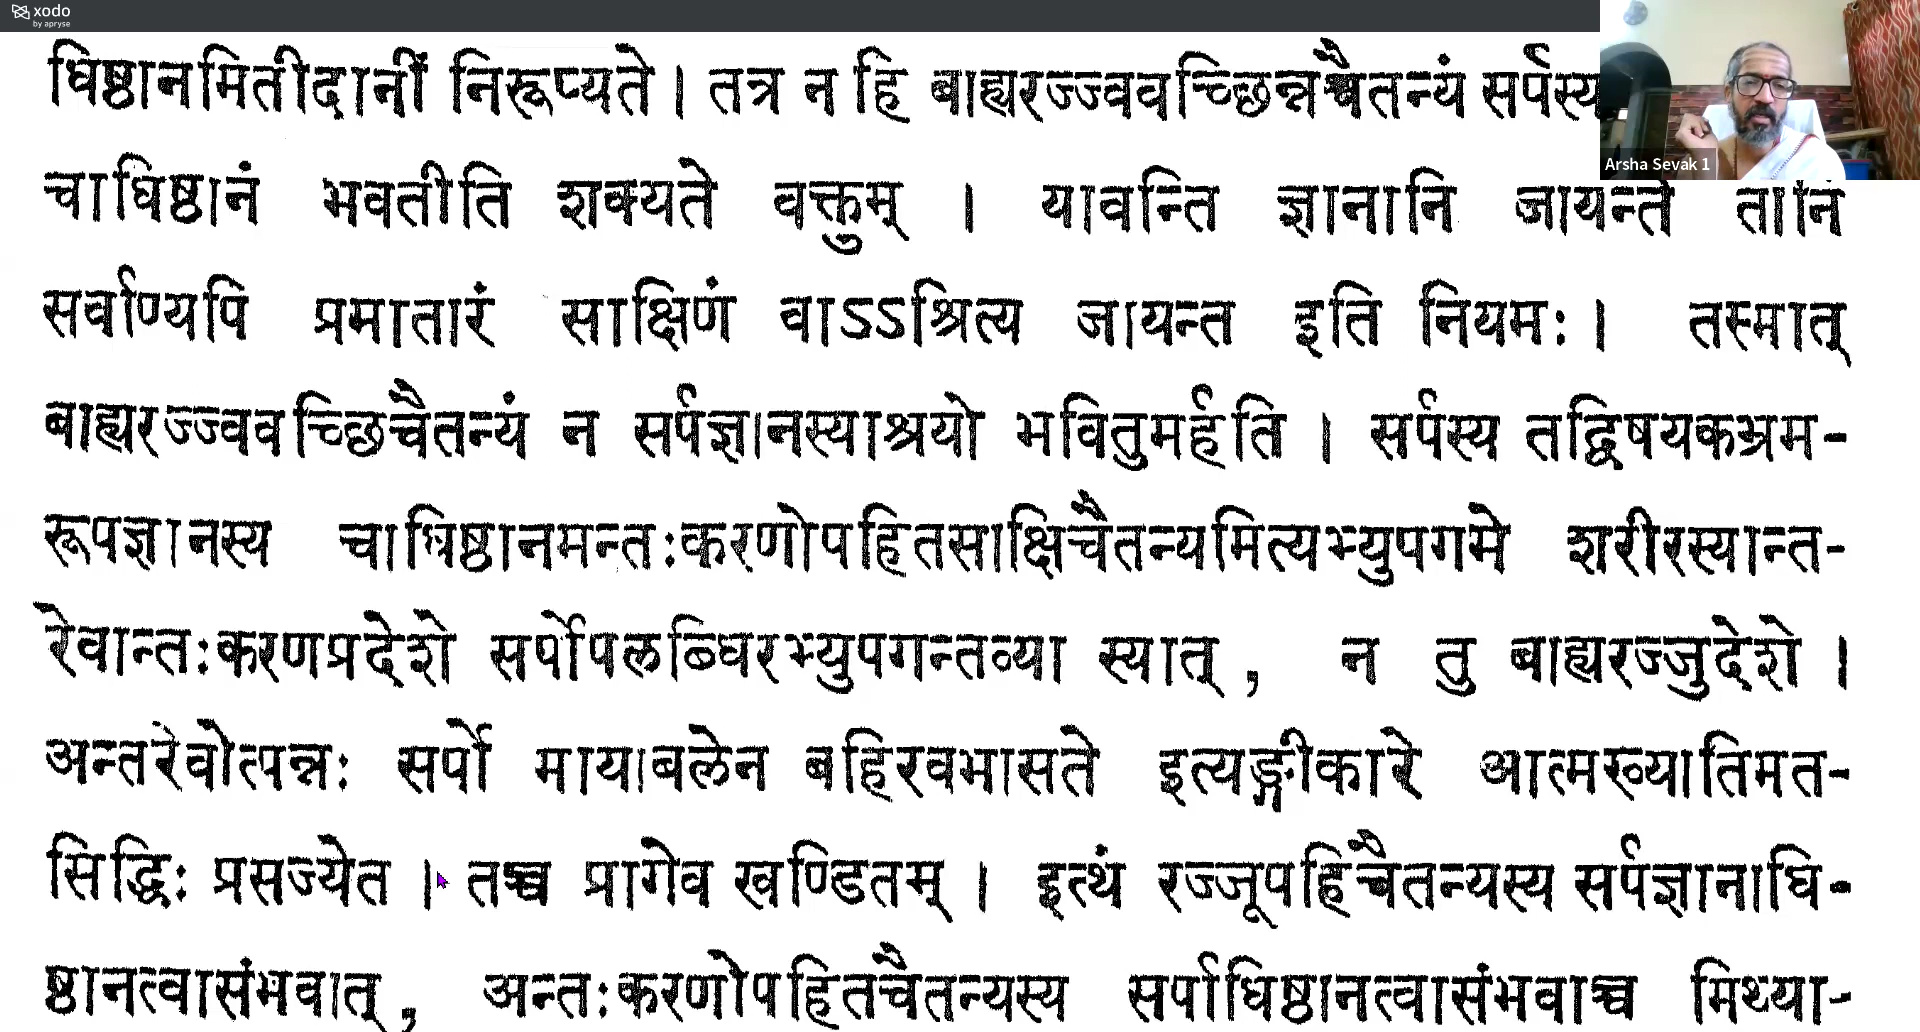 xodo
by apryse
धिष्ठानमितीदानीं निरूप्यते । तत्र न हि बाह्यरज्ज्ववच्छिन्नचैतन्यं सर्पस्य
Arsha Sevak 1
चाधिष्ठानं भवतीति शक्यते वक्तुम् । यावन्ति ज्ञानानि जायन्ते तानि
सर्वाण्यपि प्रमातारं साक्षिणं वाऽऽश्रित्य जायन्त इति नियमः । तस्मात्
बाह्यरज्ज्ववच्छिचैतन्यं न सर्पज्ञानस्याश्रयो भवितुमर्हति । सर्पस्य तद्विषयकभ्रम-
रूपज्ञानस्य चाधिष्ठानमन्तःकरणोपहितसाक्षिचैतन्यमित्यभ्युपगमे शरीरस्यान्त-
रेवान्तःकरणप्रदेशे सर्पोपलब्धिरभ्युपगन्तव्या स्यात्, न तु बाह्यरज्जुदेशे ।
अन्तरेवोत्पन्नः सर्पो मायाबलेन बहिरवभासते इत्यङ्गीकारे आत्मख्यातिमत-
सिद्धिः प्रसज्येत । तच्च प्रागेव खण्डितम् । इत्थं रज्जूपहिचैतन्यस्य सर्पज्ञानाधि-
ष्ठानत्वासंभवात्, अन्तःकरणोपहितचैतन्यस्य सर्पाधिष्ठानत्वासंभवाच्च मिथ्या-